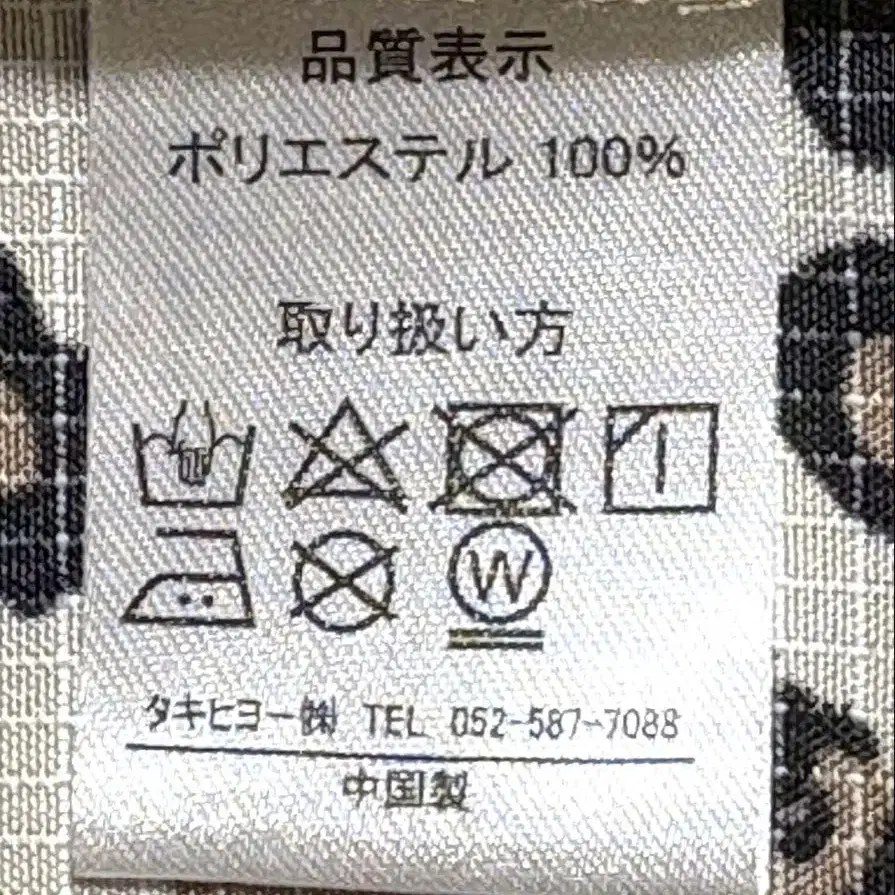 品質表示
ポリエステル 100%
取り扱い方
W
タキヒヨー㈱ TEL 052-587-7088
中国製